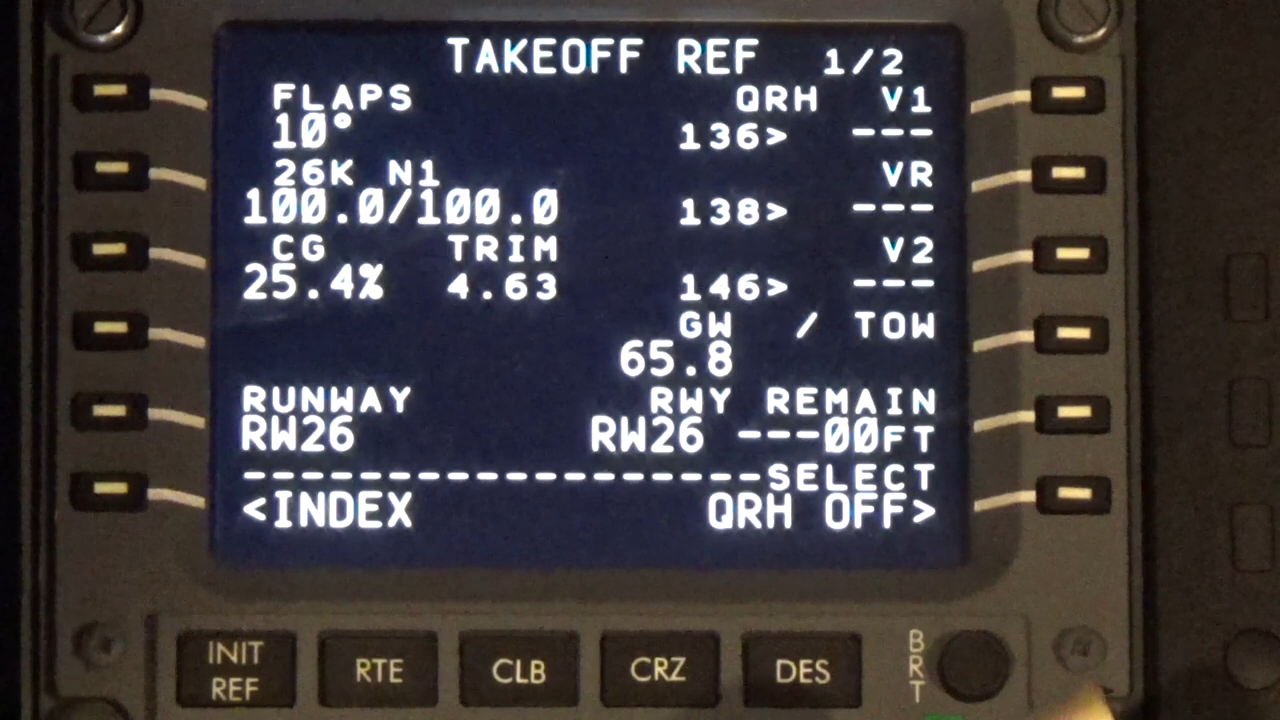 TAKEOFF REF 1/2
FLAPS QRH V1
10° 136> ---
26K N1 VR
100.0/100.0 138> ---
CG TRIM V2
25.4% 4.63 146> ---
GW / TOW
65.8
RUNWAY RWY REMAIN
RW26 RW26 ---00FT
------------------SELECT
<INDEX QRH OFF>
INIT REF RTE CLB CRZ DES BRT